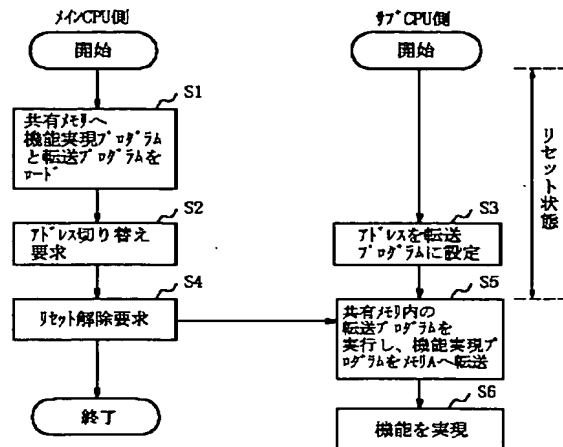 メインCPU側
開始
S1
共有メモリへ
機能実現プログラム
と転送プログラムを
ロード
S2
アドレス切り替え
要求
S4
リセット解除要求
終了
サブCPU側
開始
S3
アドレスを転送
プログラムに設定
S5
共有メモリ内の
転送プログラムを
実行し、機能実現プ
ログラムをメモリAへ転送
S6
機能を実現
リセット状態